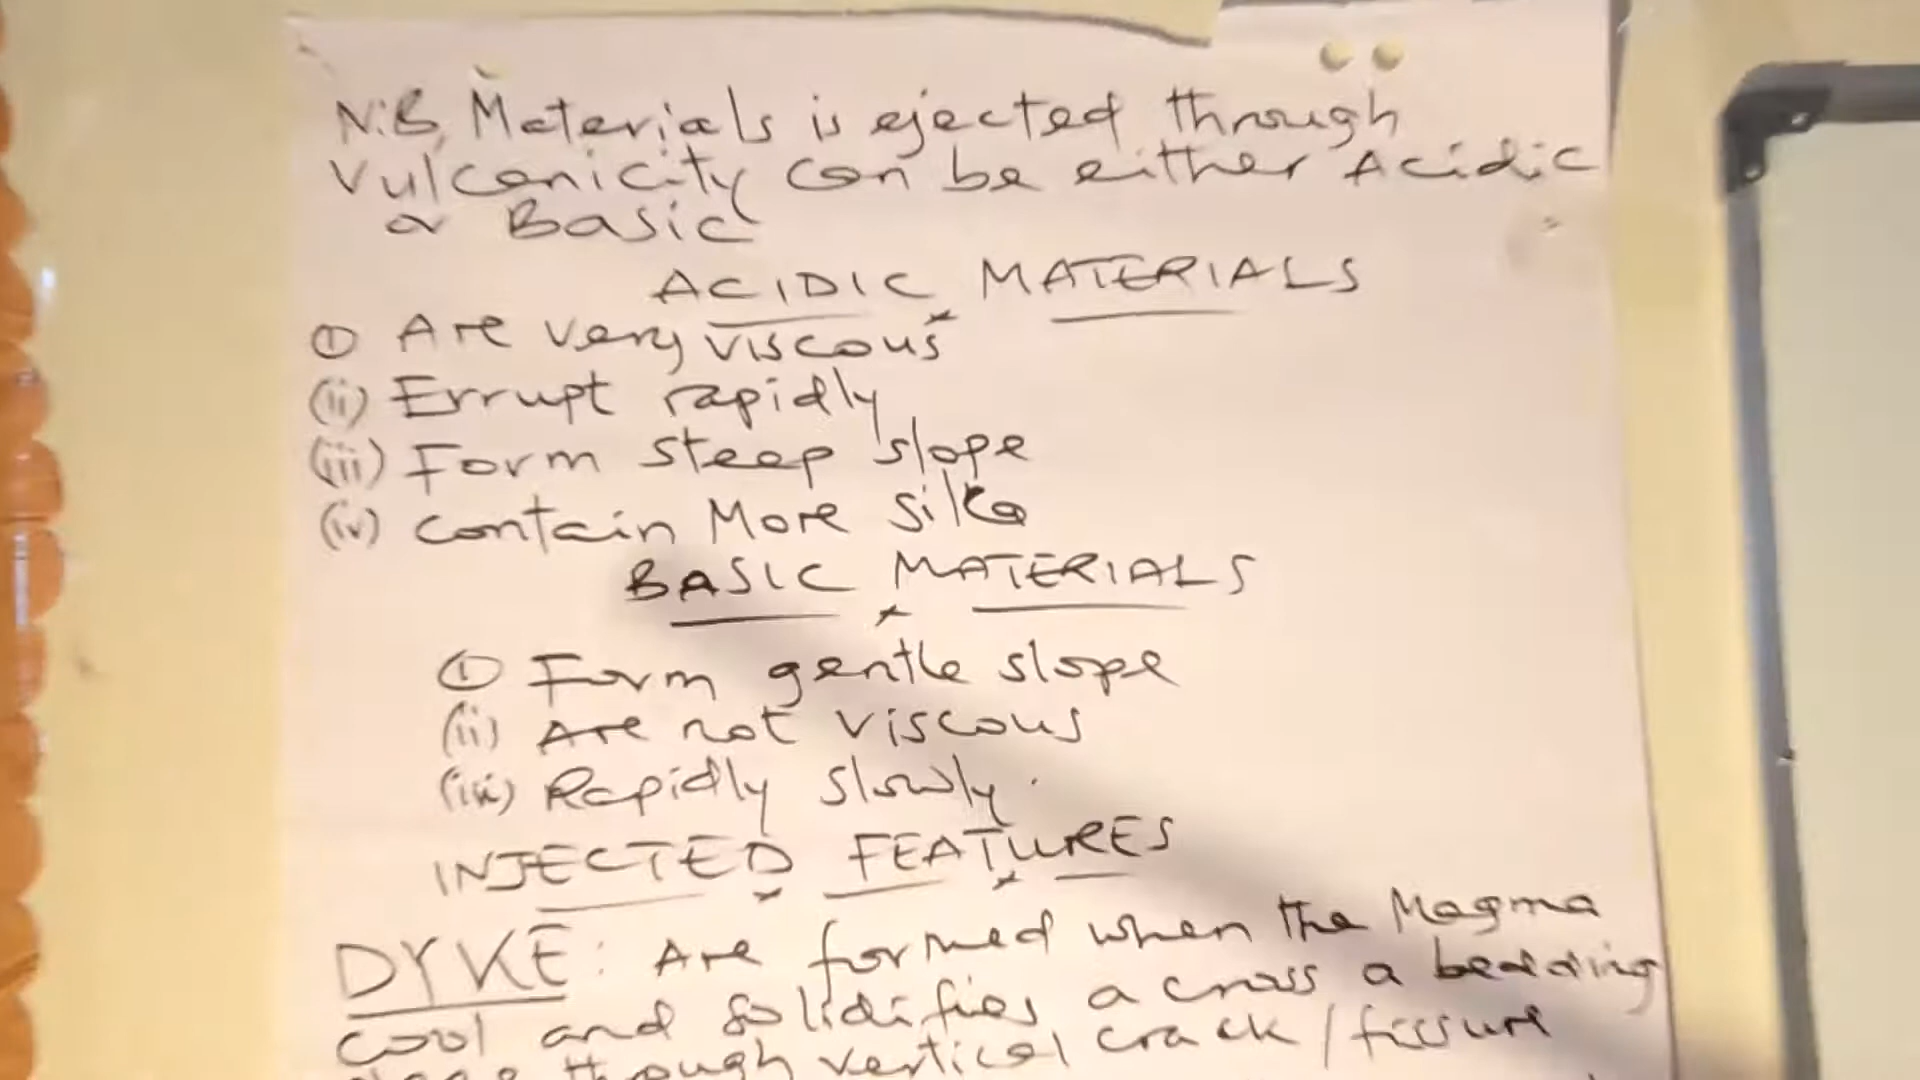 N.B, Materials is ejected through
Vulcanicity can be either Acidic
or Basic
ACIDIC MATERIALS
(i) Are very viscous
(ii) Errupt rapidly
(iii) Form steep slope
(iv) contain More silica
BASIC MATERIALS
(i) Form gentle slope
(ii) Are not viscous
(iii) Rapidly slowly.
INJECTED FEATURES
DYKE: Are formed when the Magma
cool and solidifies across a bedding
through vertical crack/fissure